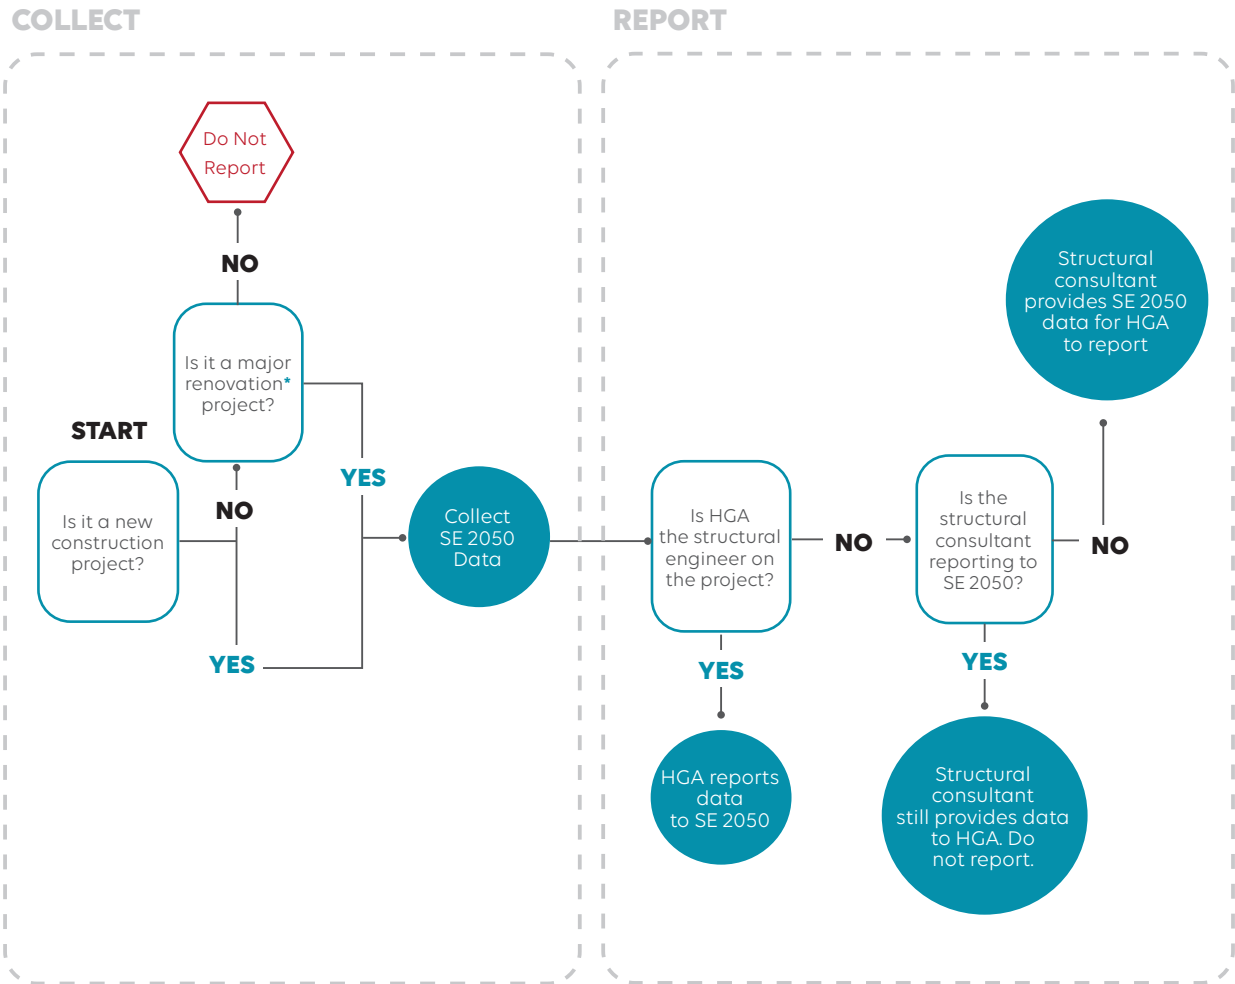 COLLECT
Do Not
Report
NO
Is it a major
renovation*
project?
START
Is it a new
construction
project?
NO
YES
YES
Collect
SE 2050
Data
REPORT
Is HGA
the structural
engineer on
the project?
NO
YES
HGA reports
data
to SE 2050
Is the
structural
consultant
reporting to
SE 2050?
NO
Structural
consultant
provides SE 2050
data for HGA
to report
YES
Structural
consultant
still provides data
to HGA. Do
not report.